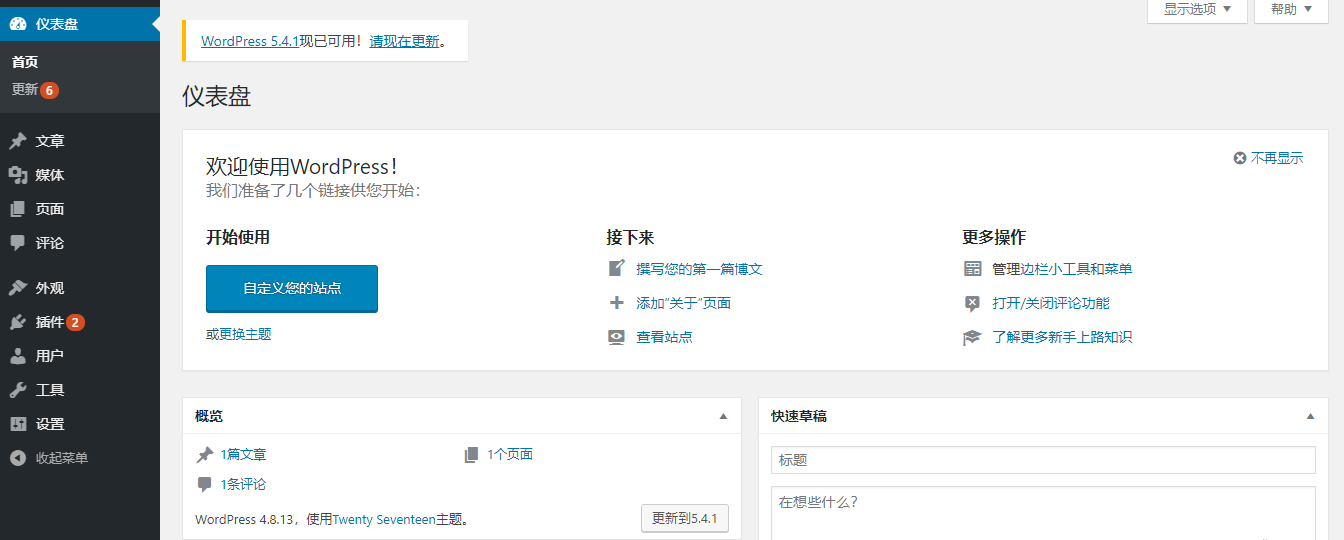 仪表盘
首页
更新 6
文章
媒体
页面
评论
外观
插件 2
用户
工具
设置
收起菜单
显示选项
帮助
WordPress 5.4.1现已可用！请现在更新。
仪表盘
欢迎使用WordPress！
不再显示
我们准备了几个链接供您开始：
开始使用
自定义您的站点
或更换主题
接下来
撰写您的第一篇博文
添加“关于”页面
查看站点
更多操作
管理边栏小工具和菜单
打开/关闭评论功能
了解更多新手上路知识
概览
1篇文章
1个页面
1条评论
WordPress 4.8.13，使用Twenty Seventeen主题。
更新到5.4.1
快速草稿
标题
在想些什么？